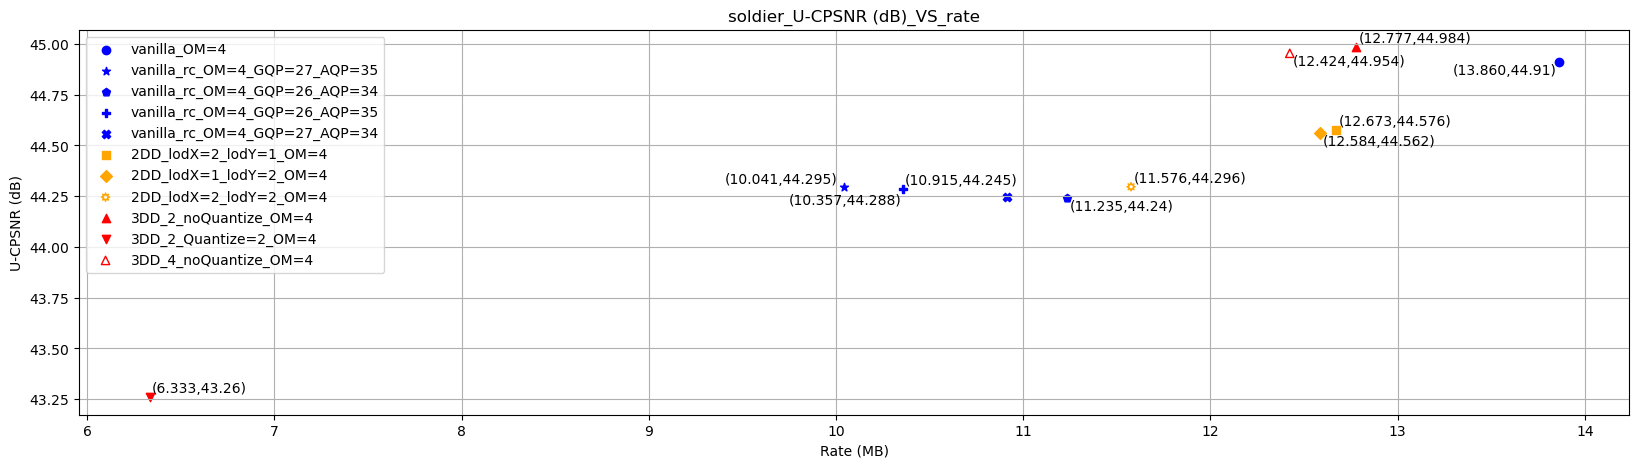 soldier_U-CPSNR (dB)_VS_rate
U-CPSNR (dB)
45.00
44.75
44.50
44.25
44.00
43.75
43.50
43.25
vanilla_OM=4
vanilla_rc_OM=4_GQP=27_AQP=35
vanilla_rc_OM=4_GQP=26_AQP=34
vanilla_rc_OM=4_GQP=26_AQP=35
vanilla_rc_OM=4_GQP=27_AQP=34
2DD_lodX=2_lodY=1_OM=4
2DD_lodX=1_lodY=2_OM=4
2DD_lodX=2_lodY=2_OM=4
3DD_2_noQuantize_OM=4
3DD_2_Quantize=2_OM=4
3DD_4_noQuantize_OM=4
(12.777,44.984)
(12.424,44.954)
(13.860,44.91)
(12.673,44.576)
(12.584,44.562)
(10.041,44.295)
(10.915,44.245)
(11.576,44.296)
(10.357,44.288)
(11.235,44.24)
(6.333,43.26)
6 7 8 9 10 11 12 13 14
Rate (MB)